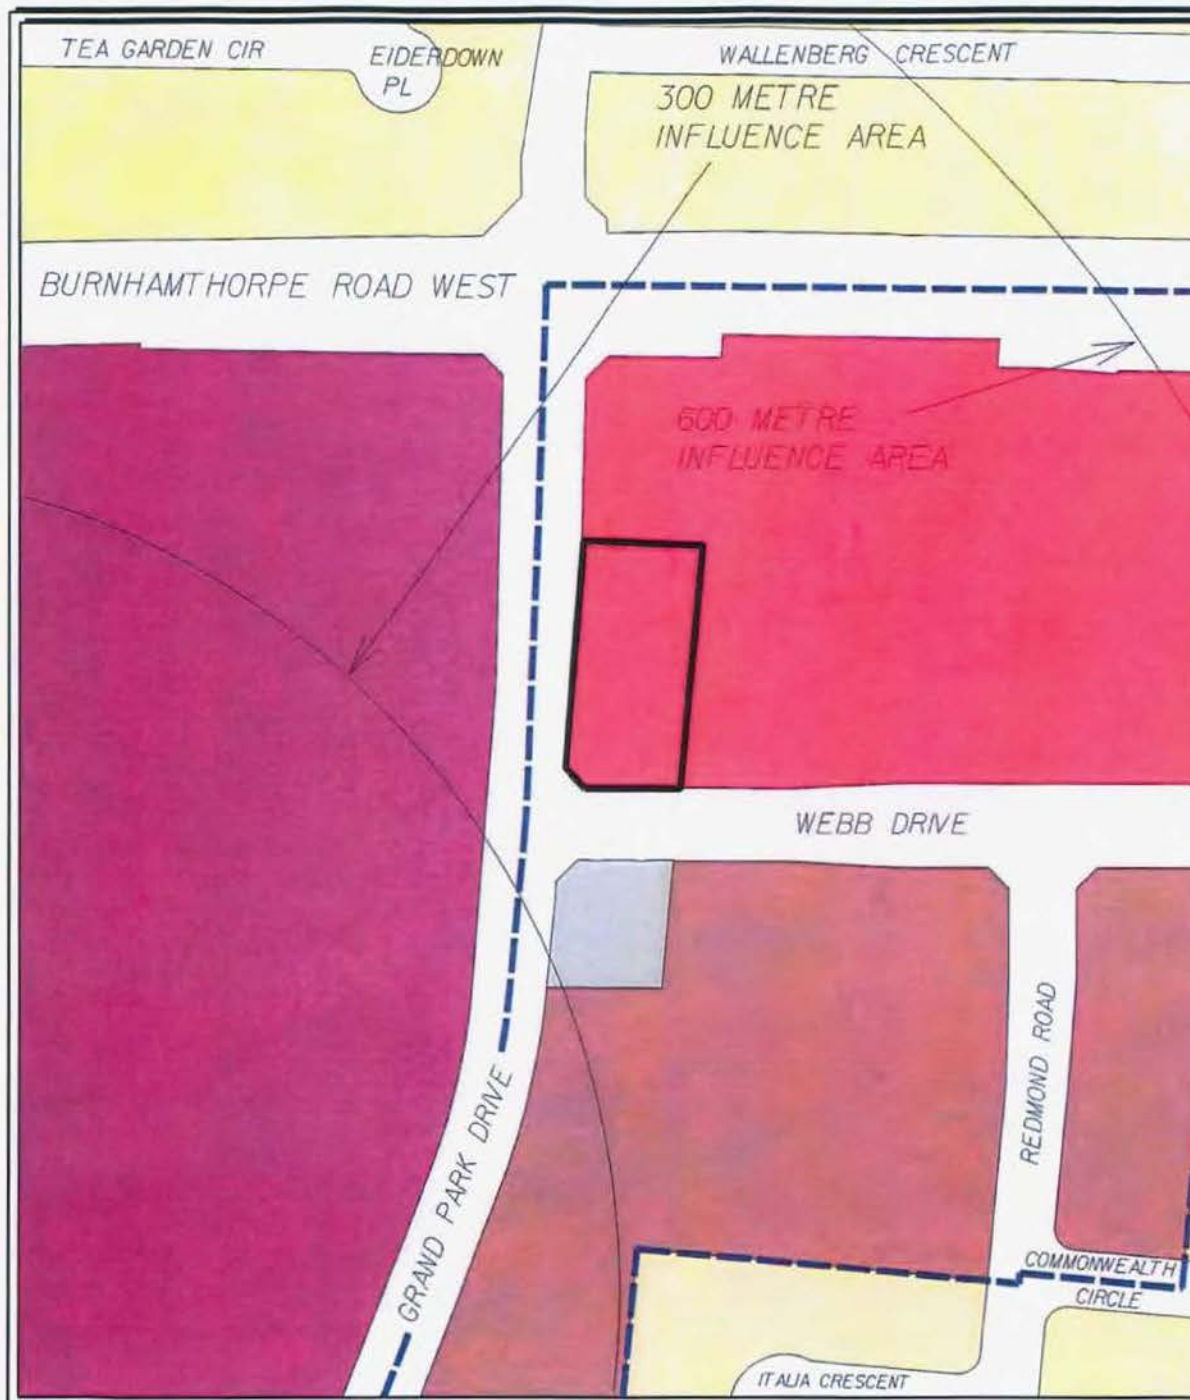 TEA GARDEN CIR
EIDERDOWN
PL
WALLENBERG CRESCENT
300 METRE
INFLUENCE AREA
BURNHAMTHORPE ROAD WEST
600 METRE
INFLUENCE AREA
WEBB DRIVE
REDMOND ROAD
GRAND PARK DRIVE
COMMONWEALTH
CIRCLE
ITALIA CRESCENT